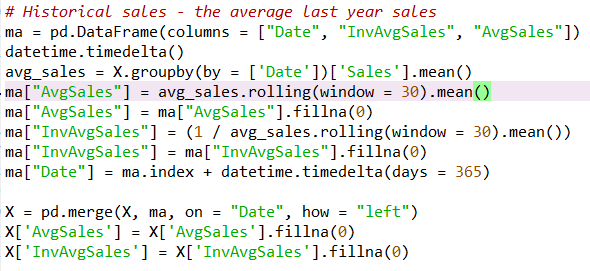 # Historical sales - the average last year sales
ma = pd.DataFrame(columns = ["Date", "InvAvgSales", "AvgSales"])
datetime.timedelta()
avg_sales = X.groupby(by = ['Date'])['Sales'].mean()
ma["AvgSales"] = avg_sales.rolling(window = 30).mean()
ma["AvgSales"] = ma["AvgSales"].fillna(0)
ma["InvAvgSales"] = (1 / avg_sales.rolling(window = 30).mean())
ma["InvAvgSales"] = ma["InvAvgSales"].fillna(0)
ma["Date"] = ma.index + datetime.timedelta(days = 365)
X = pd.merge(X, ma, on = "Date", how = "left")
X['AvgSales'] = X['AvgSales'].fillna(0)
X['InvAvgSales'] = X['InvAvgSales'].fillna(0)